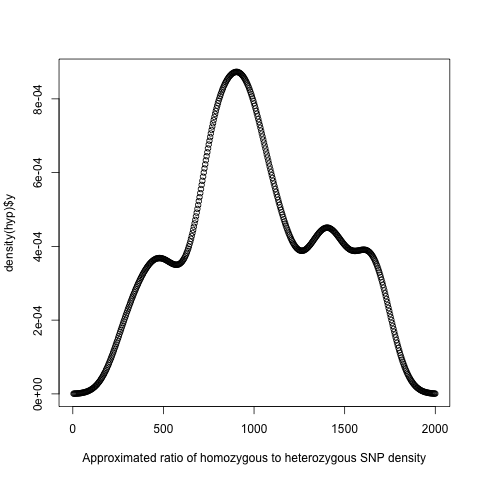 density(hyp)$y
8e-04
6e-04
4e-04
2e-04
0e+00
0 500 1000 1500 2000
Approximated ratio of homozygous to heterozygous SNP density